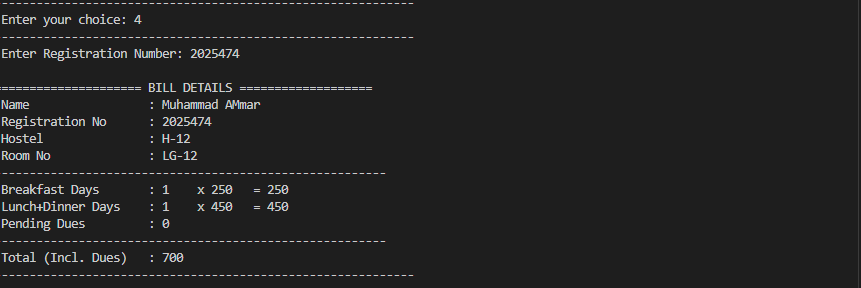 -----------------------------------------------------------
Enter your choice: 4
-----------------------------------------------------------
Enter Registration Number: 2025474
==================== BILL DETAILS ===================
Name                 : Muhammad AMmar
Registration No      : 2025474
Hostel               : H-12
Room No              : LG-12
-------------------------------------------------------
Breakfast Days       : 1    x 250   = 250
Lunch+Dinner Days    : 1    x 450   = 450
Pending Dues         : 0
-------------------------------------------------------
Total (Incl. Dues)   : 700
-----------------------------------------------------------